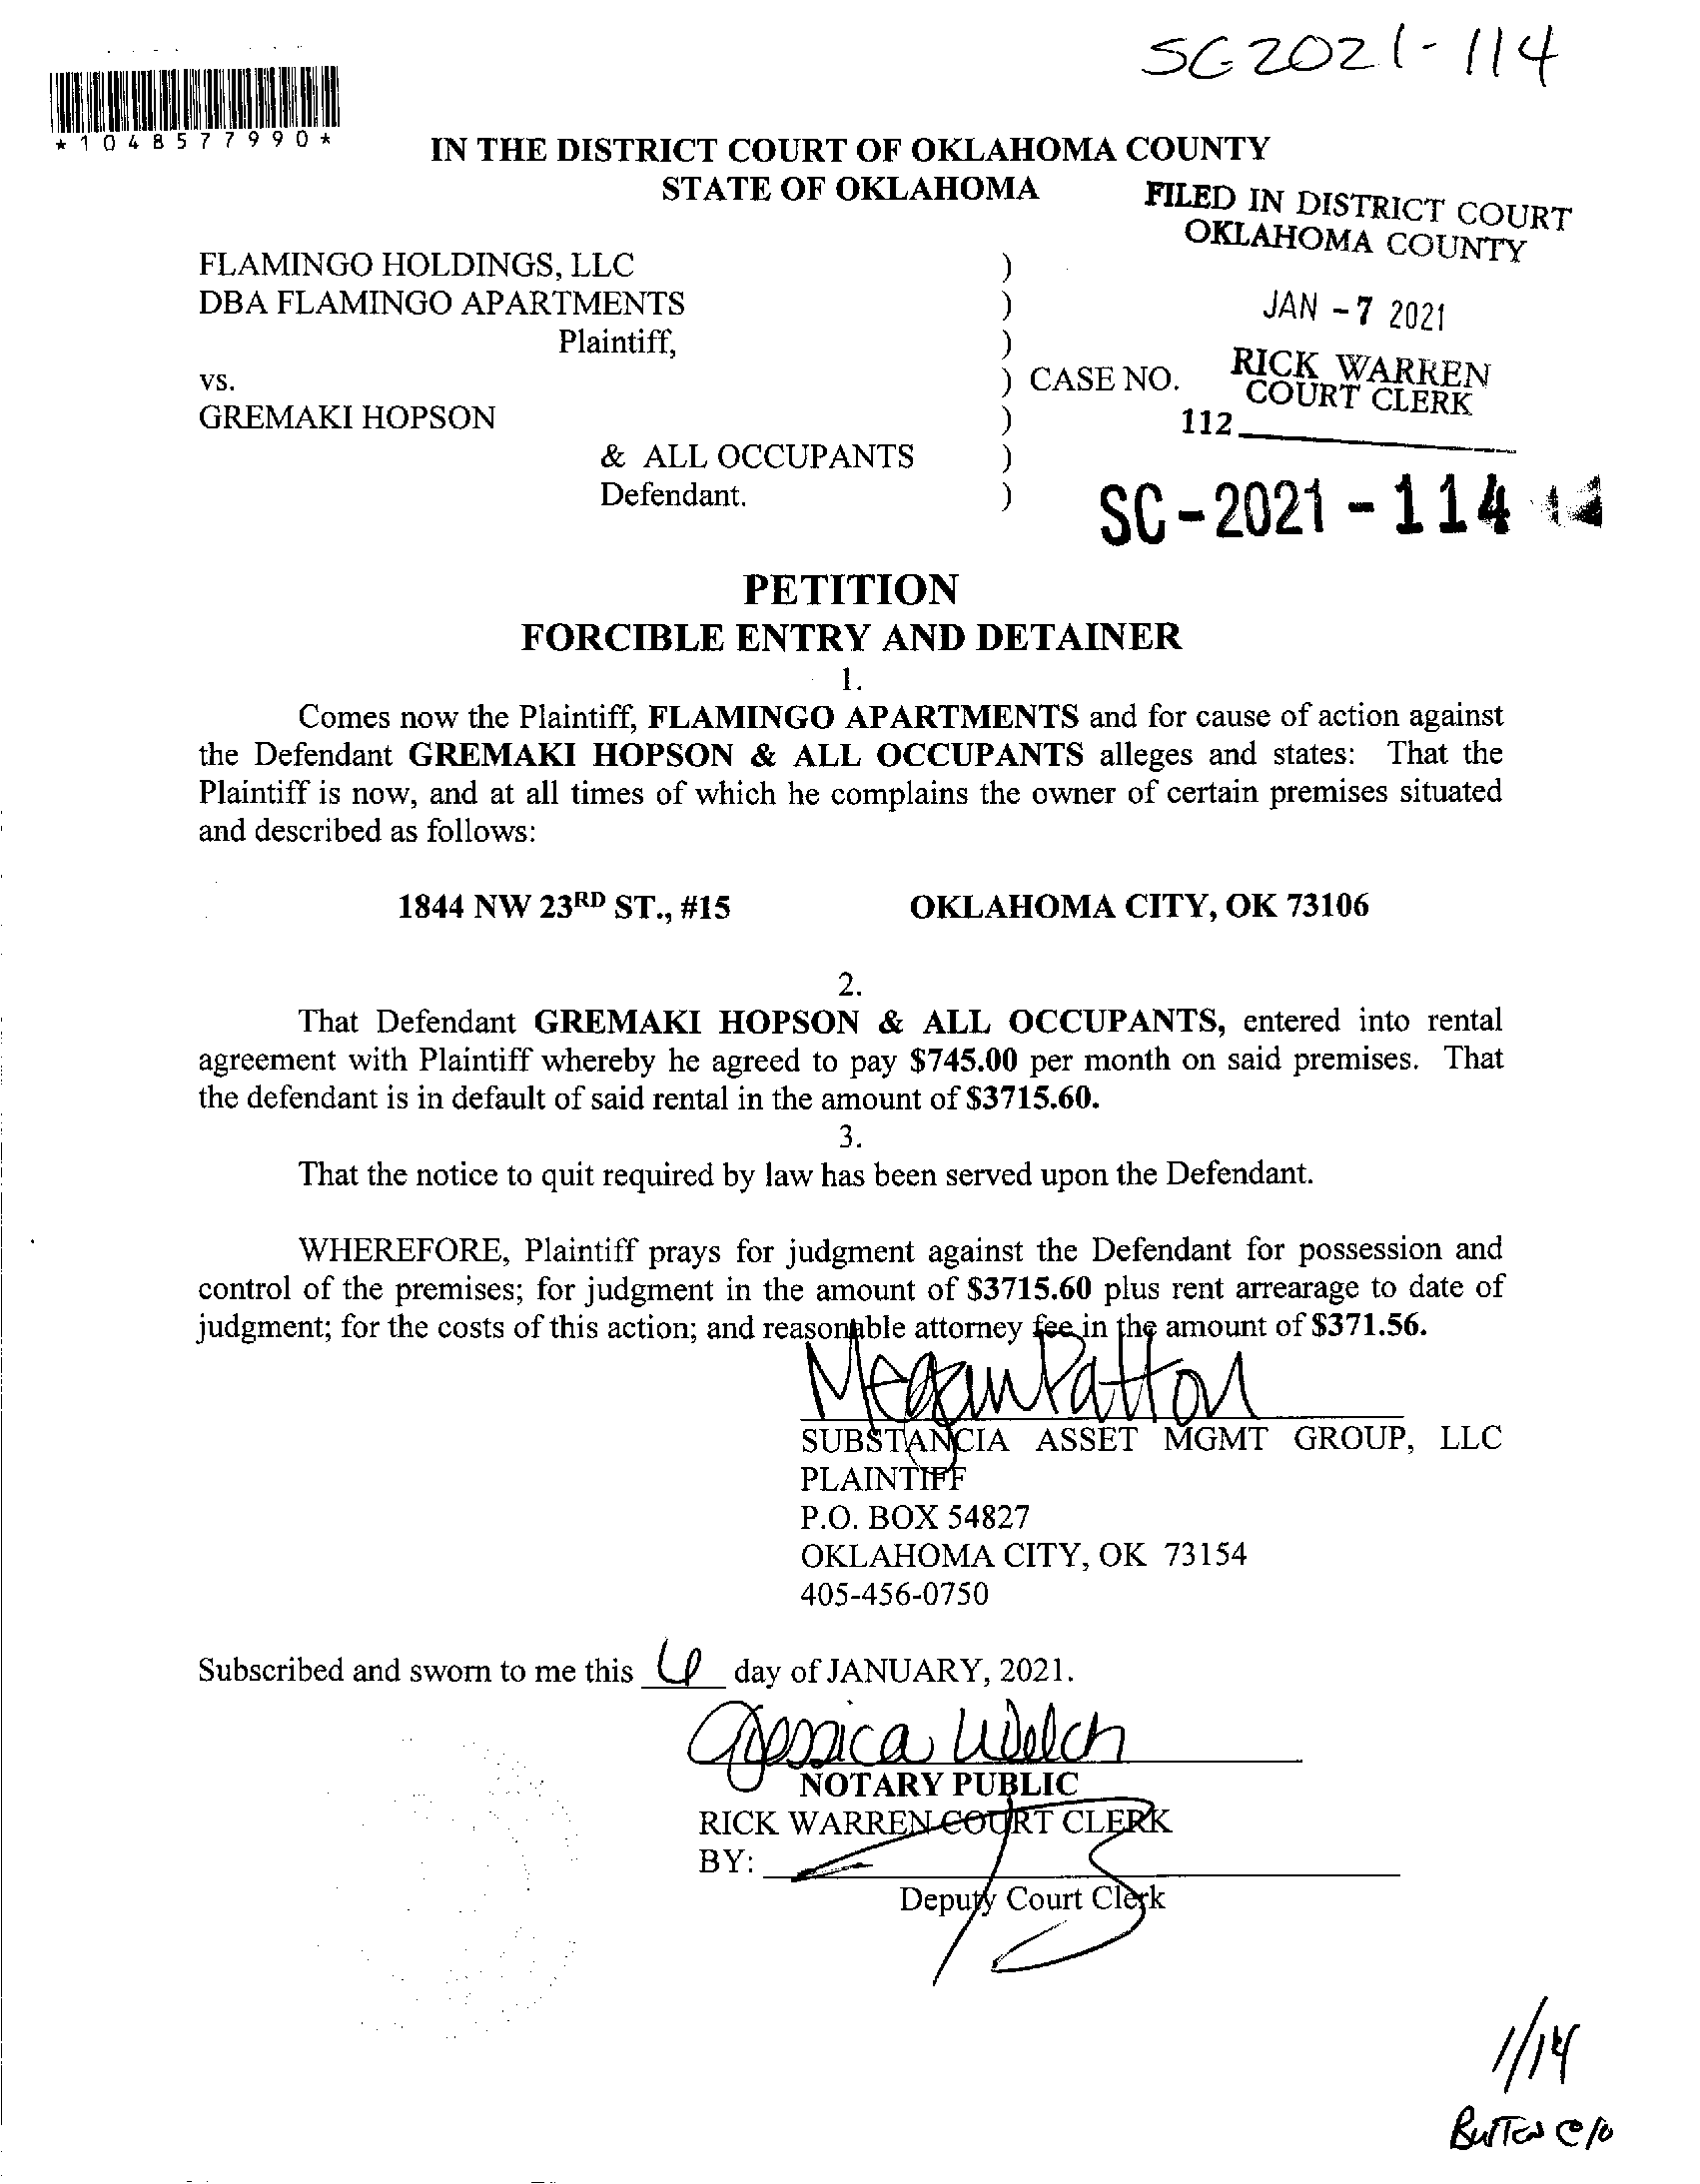 SC2021-114
*1048577990*
IN THE DISTRICT COURT OF OKLAHOMA COUNTY
STATE OF OKLAHOMA
FILED IN DISTRICT COURT
OKLAHOMA COUNTY
JAN -7 2021
RICK WARREN
COURT CLERK
112
FLAMINGO HOLDINGS, LLC )
DBA FLAMINGO APARTMENTS )
Plaintiff, )
vs. ) CASE NO.
GREMAKI HOPSON )
& ALL OCCUPANTS )
Defendant. )
SC-2021-114
PETITION
FORCIBLE ENTRY AND DETAINER
1.
Comes now the Plaintiff, FLAMINGO APARTMENTS and for cause of action against
the Defendant GREMAKI HOPSON & ALL OCCUPANTS alleges and states: That the
Plaintiff is now, and at all times of which he complains the owner of certain premises situated
and described as follows:
1844 NW 23RD ST., #15 OKLAHOMA CITY, OK 73106
2.
That Defendant GREMAKI HOPSON & ALL OCCUPANTS, entered into rental
agreement with Plaintiff whereby he agreed to pay $745.00 per month on said premises. That
the defendant is in default of said rental in the amount of $3715.60.
3.
That the notice to quit required by law has been served upon the Defendant.
WHEREFORE, Plaintiff prays for judgment against the Defendant for possession and
control of the premises; for judgment in the amount of $3715.60 plus rent arrearage to date of
judgment; for the costs of this action; and reasonable attorney fee in the amount of $371.56.
Megan Patton
SUBSTANCIA ASSET MGMT GROUP, LLC
PLAINTIFF
P.O. BOX 54827
OKLAHOMA CITY, OK 73154
405-456-0750
Subscribed and sworn to me this 6 day of JANUARY, 2021.
Jessica Welch
NOTARY PUBLIC
RICK WARREN COURT CLERK
BY:
Deputy Court Clerk
1/14